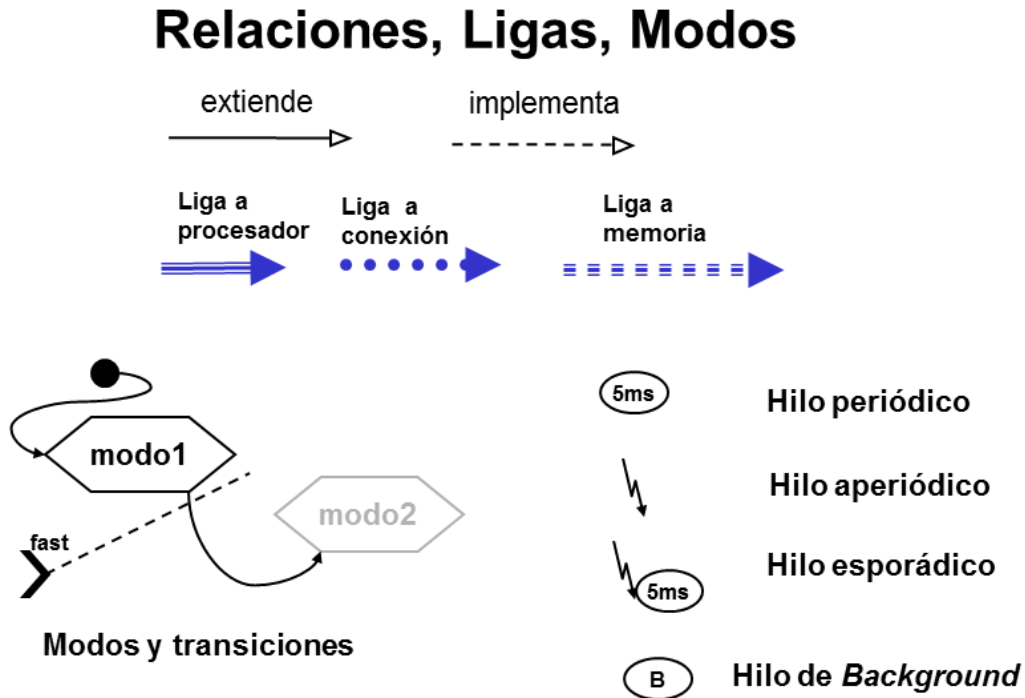 Relaciones, Ligas, Modos
extiende
implementa
Liga a
procesador
Liga a
conexión
Liga a
memoria
modo1
modo2
fast
Modos y transiciones
5ms
Hilo periódico
Hilo aperiódico
5ms
Hilo esporádico
B
Hilo de Background